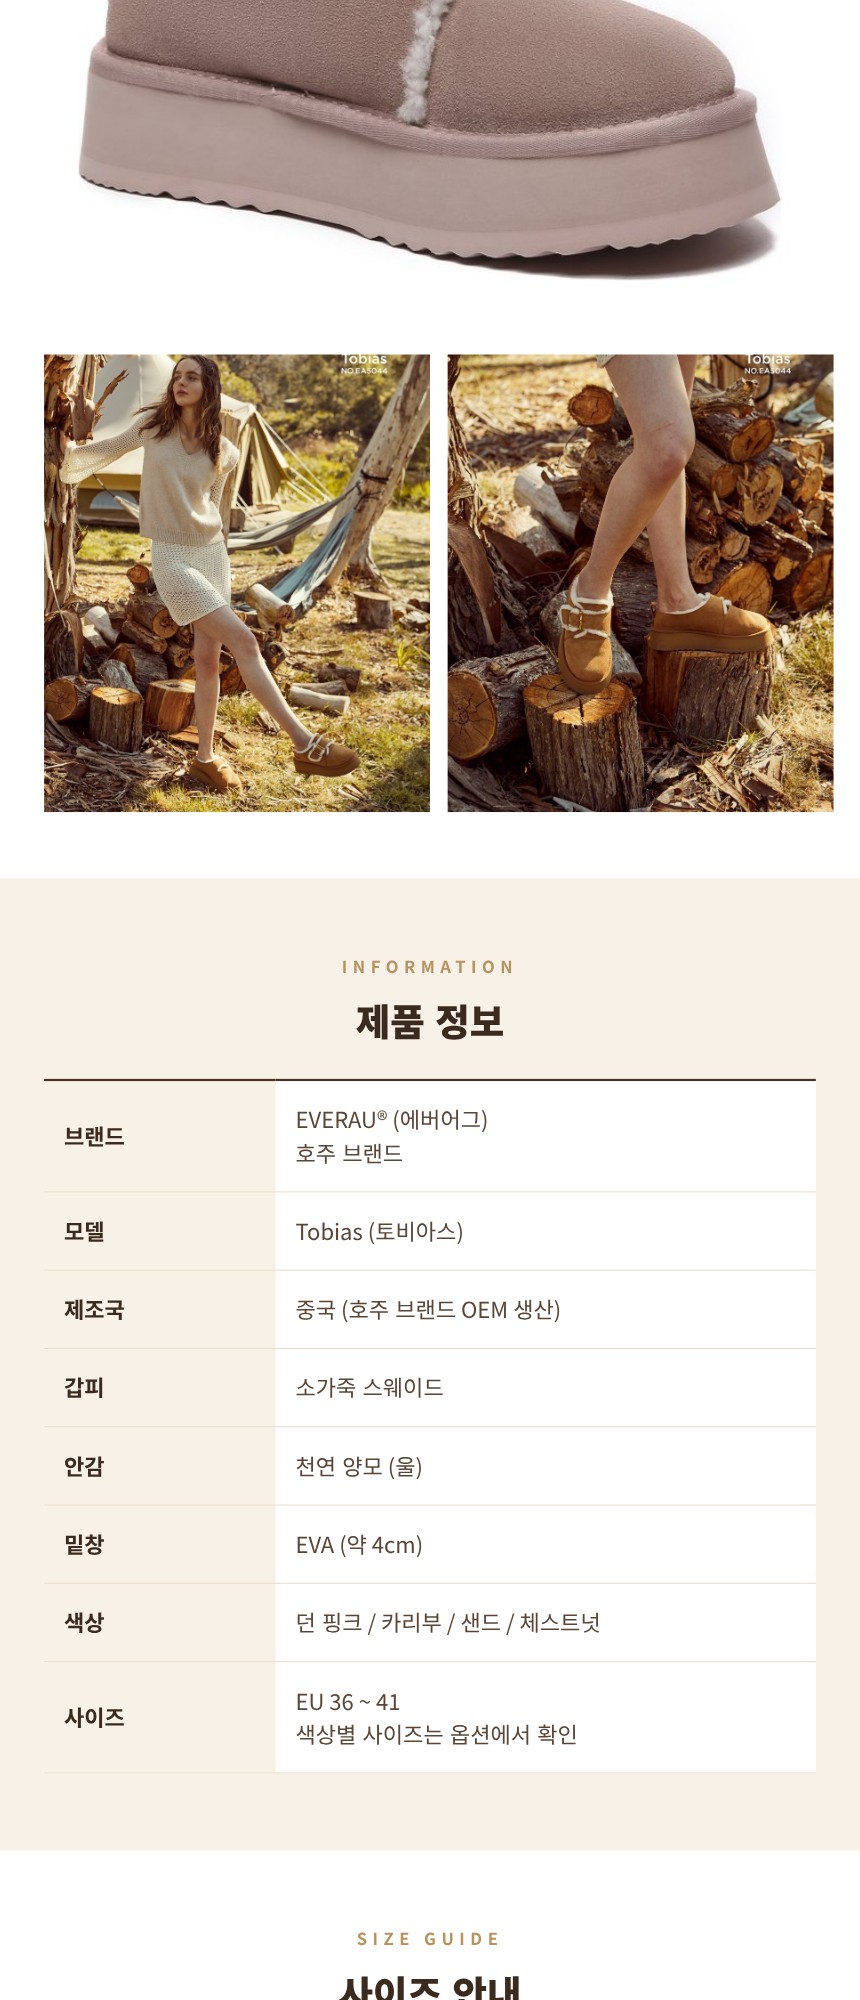 Tobias
NO.EA5044
Tobias
NO.EA5044
INFORMATION
제품 정보
브랜드
EVERAU® (에버어그)
호주 브랜드
모델
Tobias (토비아스)
제조국
중국 (호주 브랜드 OEM 생산)
갑피
소가죽 스웨이드
안감
천연 양모 (울)
밑창
EVA (약 4cm)
색상
던 핑크 / 카리부 / 샌드 / 체스트넛
사이즈
EU 36 ~ 41
색상별 사이즈는 옵션에서 확인
SIZE GUIDE
사이즈 안내